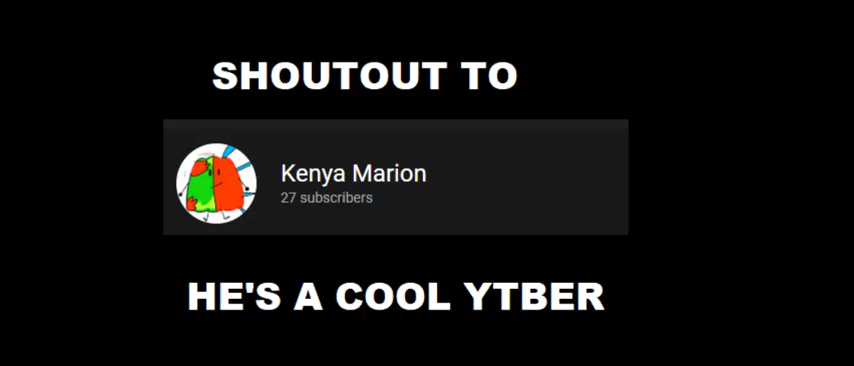 SHOUTOUT TO
Kenya Marion
27 subscribers
HE'S A COOL YTBER